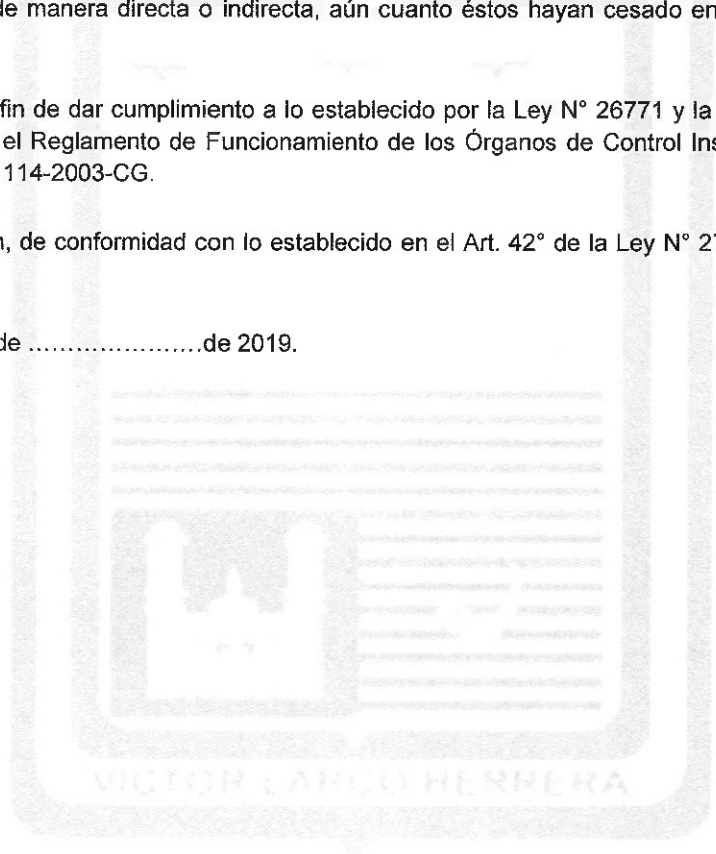 de manera directa o indirecta, aún cuanto éstos hayan cesado en
fin de dar cumplimiento a lo establecido por la Ley N° 26771 y la
el Reglamento de Funcionamiento de los Órganos de Control Ins
114-2003-CG.
, de conformidad con lo establecido en el Art. 42° de la Ley N° 27
de ......................de 2019.
VICTOR LARCO HERRERA